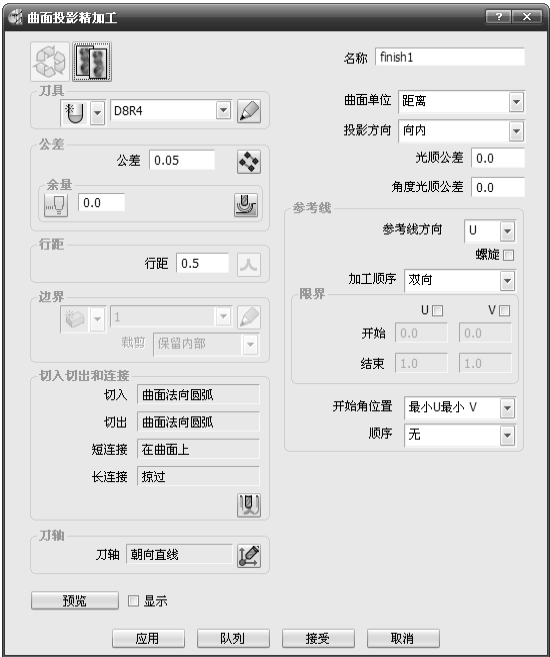 曲面投影精加工
名称 finish1
刀具
D8R4
曲面单位 距离
投影方向 向内
公差
公差 0.05
光顺公差 0.0
余量
0.0
角度光顺公差 0.0
行距
行距 0.5
参考线
参考线方向 U
螺旋
加工顺序 双向
边界
1
裁剪 保留内部
限界
U V
开始 0.0 0.0
结束 1.0 1.0
切入切出和连接
切入 曲面法向圆弧
切出 曲面法向圆弧
短连接 在曲面上
长连接 掠过
开始角位置 最小U最小 V
顺序 无
刀轴
刀轴 朝向直线
预览 显示
应用 队列 接受 取消